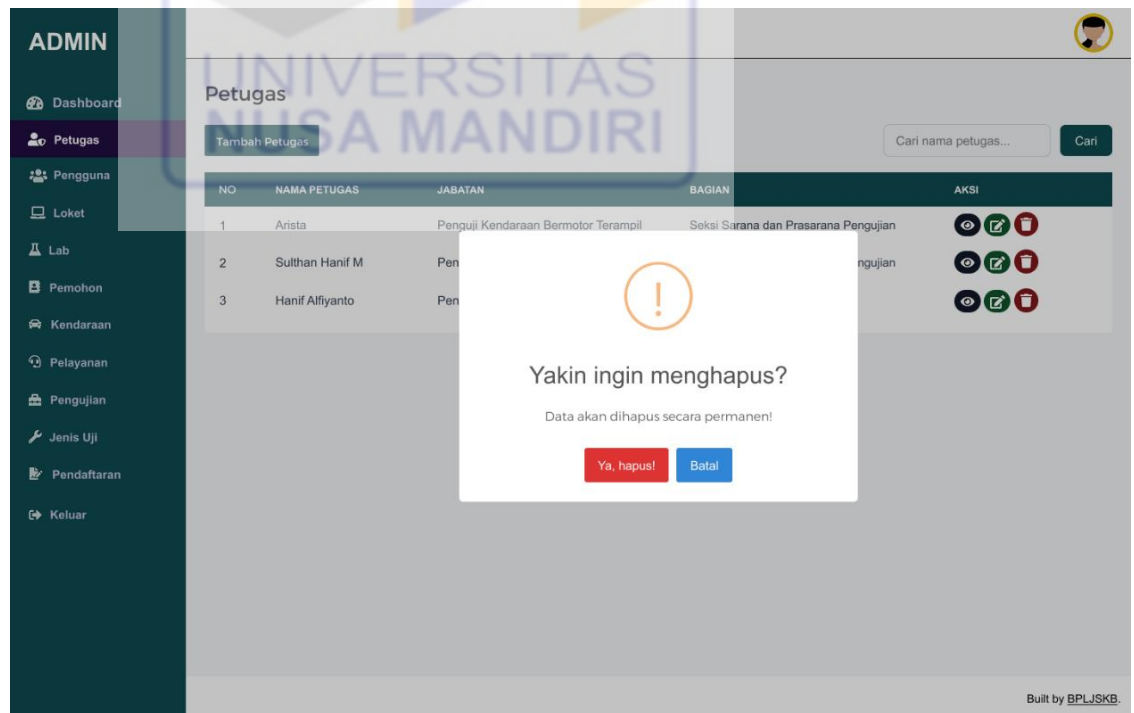 ADMIN
UNIVERSITAS
NUSA MANDIRI
Dashboard
Petugas
Pengguna
Loket
Lab
Pemohon
Kendaraan
Pelayanan
Pengujian
Jenis Uji
Pendaftaran
Keluar
Petugas
Tambah Petugas
Cari nama petugas...
Cari
NO NAMA PETUGAS JABATAN BAGIAN AKSI
1 Arista Penguji Kendaraan Bermotor Terampil Seksi Sarana dan Prasarana Pengujian
2 Sulthan Hanif M Pen ngujian
3 Hanif Alfiyanto Pen
!
Yakin ingin menghapus?
Data akan dihapus secara permanen!
Ya, hapus!
Batal
Built by BPLJSKB.